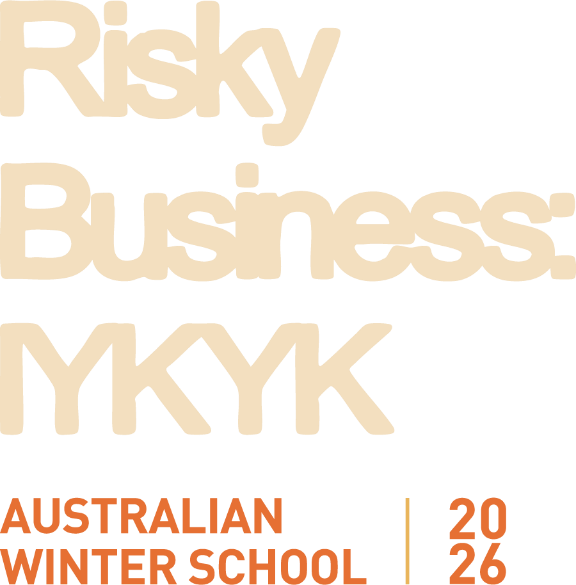 Risky
Business:
IYKYK
AUSTRALIAN
WINTER SCHOOL
20
26